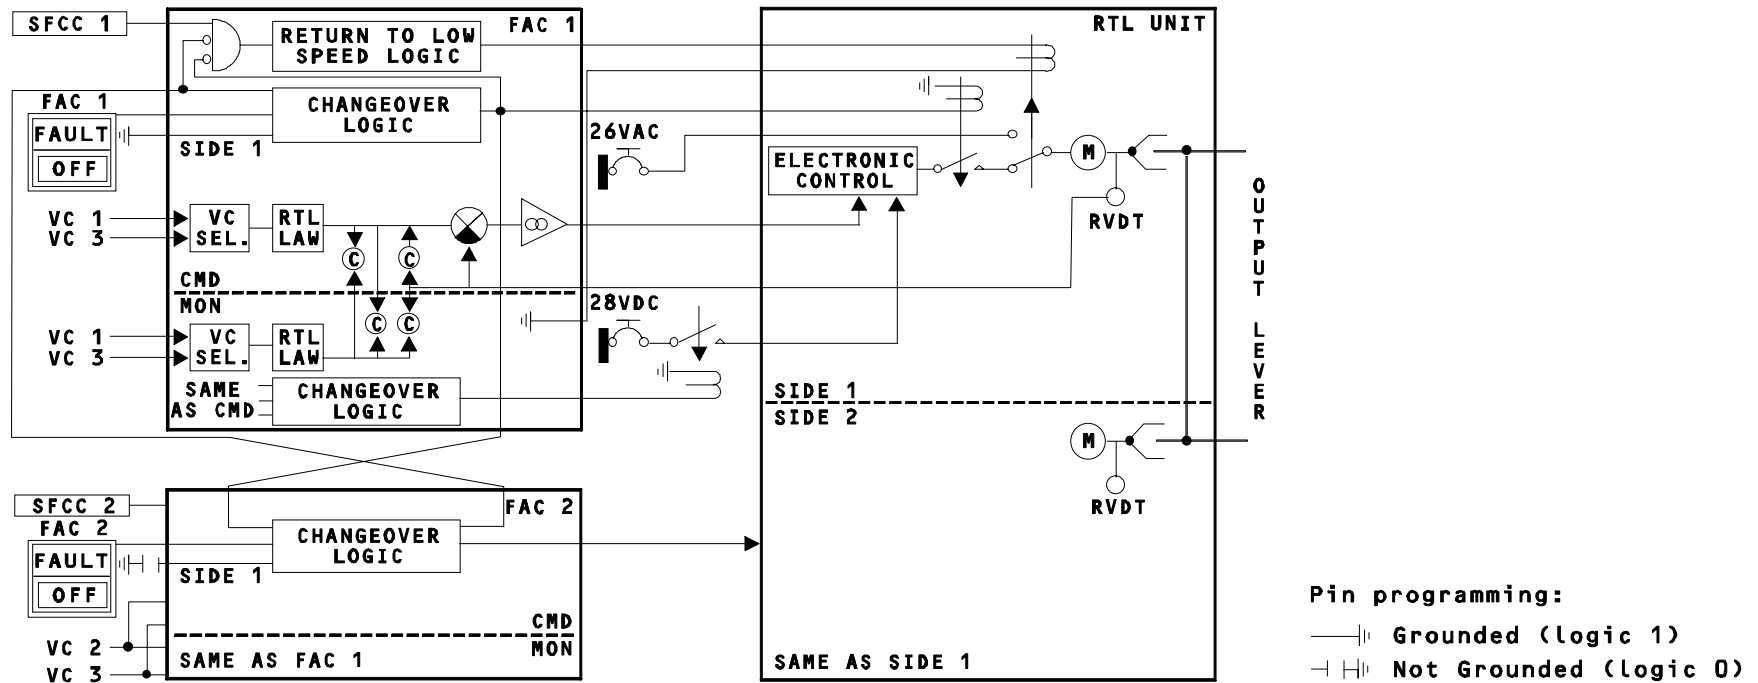 SFCC 1
FAC 1
RETURN TO LOW
SPEED LOGIC
RTL UNIT
FAC 1
FAULT
OFF
CHANGEOVER
LOGIC
SIDE 1
26VAC
ELECTRONIC
CONTROL
M
RVDT
VC 1
VC 3
VC
SEL.
RTL
LAW
C
C
CMD
MON
28VDC
C
C
VC 1
VC 3
VC
SEL.
RTL
LAW
SAME
AS CMD
CHANGEOVER
LOGIC
SIDE 1
SIDE 2
M
RVDT
OUTPUT LEVER
SFCC 2
FAC 2
FAC 2
FAULT
OFF
CHANGEOVER
LOGIC
SIDE 1
CMD
MON
VC 2
VC 3
SAME AS FAC 1
SAME AS SIDE 1
Pin programming:
Grounded (logic 1)
Not Grounded (logic 0)